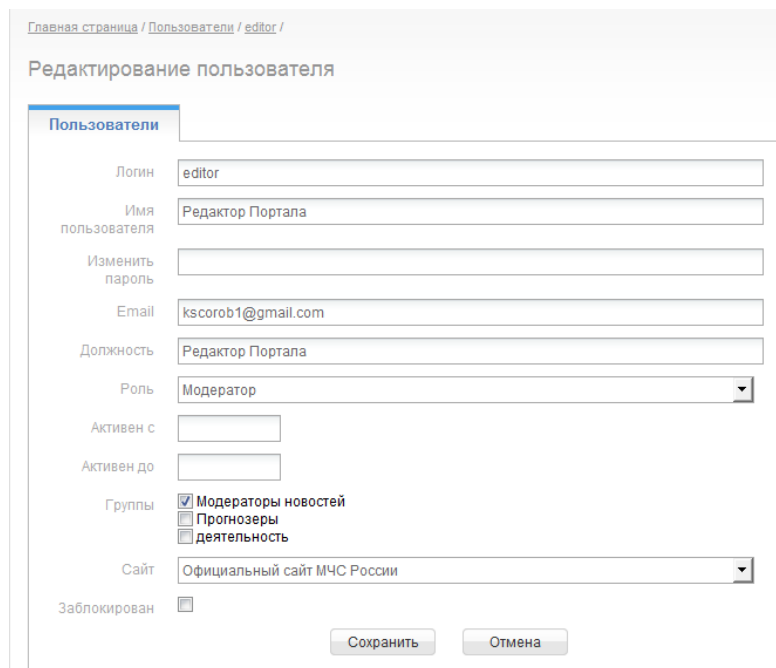 Главная страница / Пользователи / editor /
Редактирование пользователя
Пользователи
Логин editor
Имя пользователя Редактор Портала
Изменить пароль
Email kscorob1@gmail.com
Должность Редактор Портала
Роль Модератор
Активен с
Активен до
Группы Модераторы новостей
Прогнозеры
деятельность
Сайт Официальный сайт МЧС России
Заблокирован
Сохранить Отмена